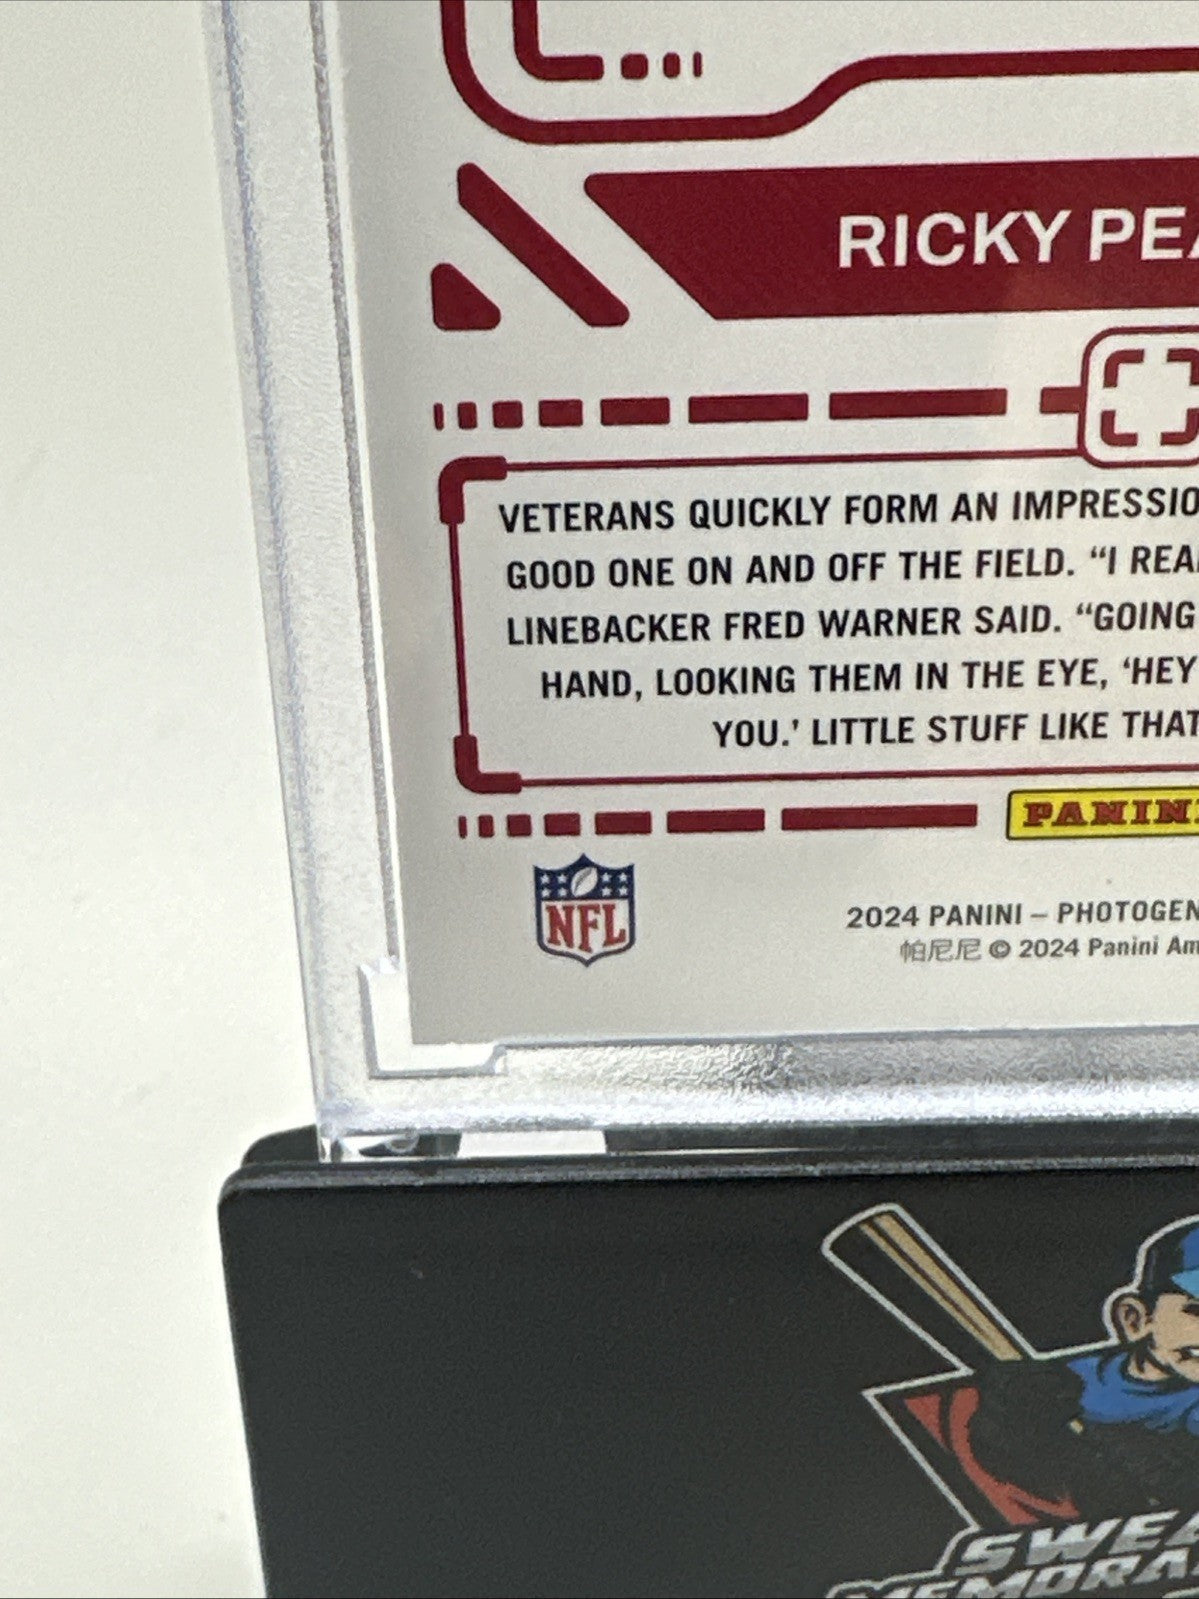 RICKY PEA
VETERANS QUICKLY FORM AN IMPRESSIO
GOOD ONE ON AND OFF THE FIELD. “I REA
LINEBACKER FRED WARNER SAID. “GOING
HAND, LOOKING THEM IN THE EYE, ‘HEY
YOU.’ LITTLE STUFF LIKE THAT
PANINI
NFL
2024 PANINI – PHOTOGEN
帕尼尼 © 2024 Panini Am
SWEA
MEMORA